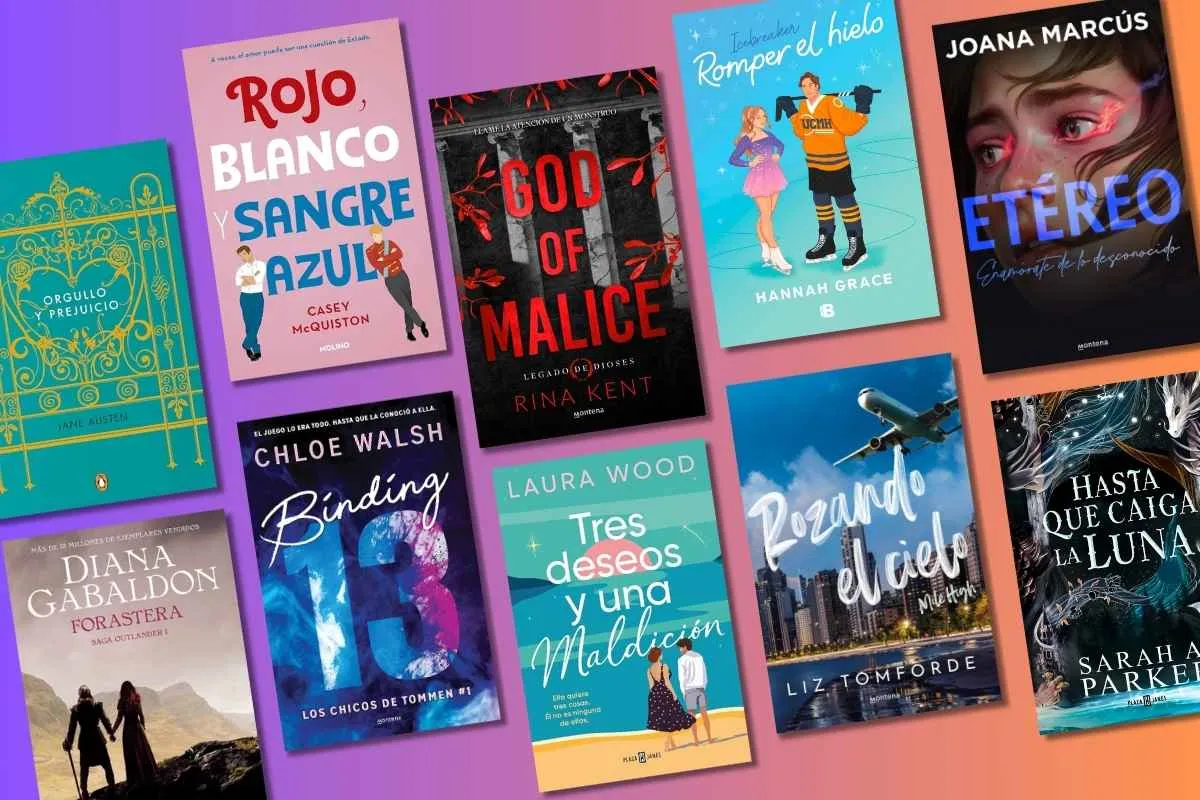 ORGULLO
Y PREJUICIO
JANE AUSTEN
A veces, el amor puede ser una cuestión de Estado.
ROJO,
BLANCO
Y SANGRE
AZUL
CASEY
McQUISTON
MOLINO
LLAME LA ATENCIÓN DE UN MONSTRUO
GOD
OF
MALICE
LEGADO DE DIOSES
RINA KENT
montena
Icebreaker
Romper el hielo
UCMH
HANNAH GRACE
B
JOANA MARCÚS
ETÉREO
Enamorate de lo desconocido
montena
MÁS DE 50 MILLONES DE EJEMPLARES VENDIDOS
DIANA
GABALDON
FORASTERA
SAGA OUTLANDER I
EL JUEGO LO ERA TODO. HASTA QUE LA CONOCIÓ A ELLA.
CHLOE WALSH
Binding
13
LOS CHICOS DE TOMMEN #1
montena
LAURA WOOD
Tres
deseos
y una
Maldición
Ella quiere
tres cosas.
Él no es ninguna
de ellas.
PLAZA JANÉS
Rozando
el cielo
Mile High
LIZ TOMFORDE
montena
HASTA
QUE CAIGA
LA LUNA
SARAH A.
PARKER
PLAZA JANÉS